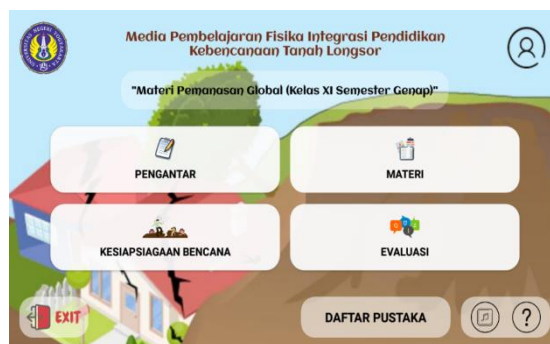 Media Pembelajaran Fisika Integrasi Pendidikan
Kebencanaan Tanah Longsor
"Materi Pemanasan Global (Kelas XI Semester Genap)"
PENGANTAR
MATERI
KESIAPSIAGAAN BENCANA
EVALUASI
EXIT
DAFTAR PUSTAKA
?